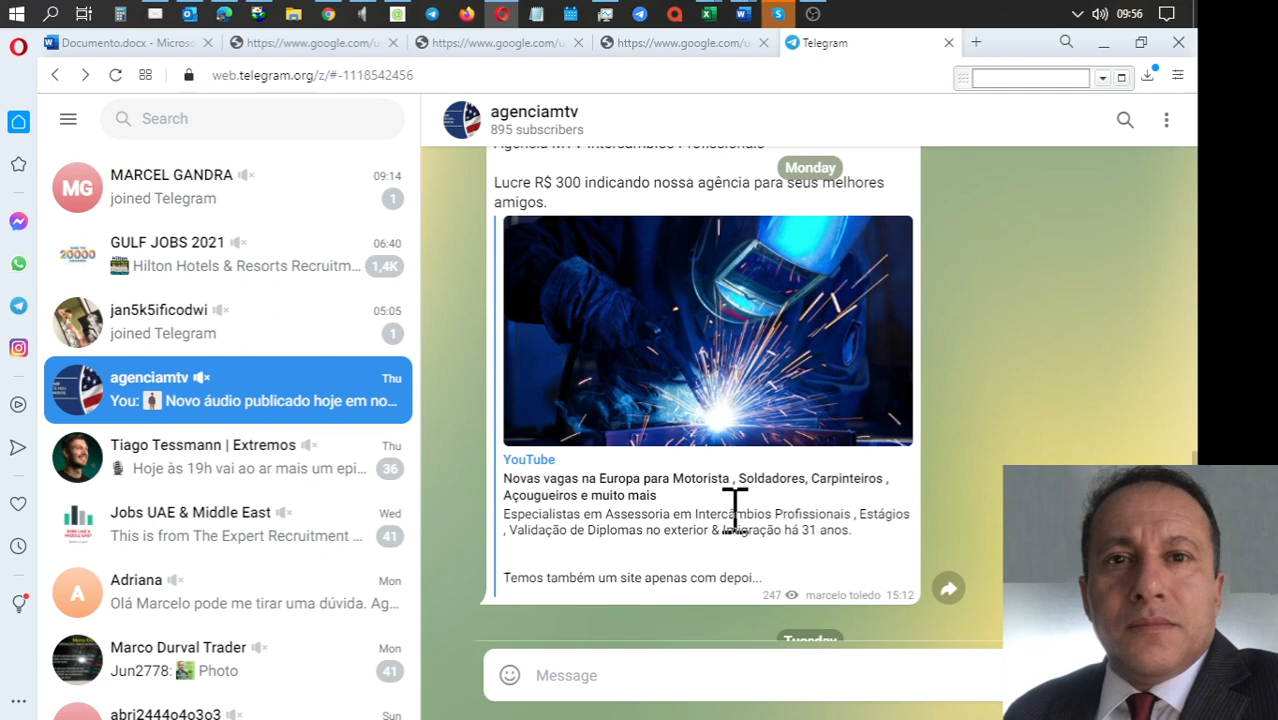 09:56
Documento.docx - Micros
https://www.google.com/u
https://www.google.com/u
https://www.google.com/u
Telegram
web.telegram.org/z/#-1118542456
Search
agenciamtv
895 subscribers
MARCEL GANDRA
09:14
joined Telegram
1
GULF JOBS 2021
06:40
Hilton Hotels & Resorts Recruitm...
1,4K
jan5k5ificodwi
05:05
joined Telegram
1
agenciamtv
Thu
You: Novo áudio publicado hoje em no...
Tiago Tessmann | Extremos
Thu
Hoje às 19h vai ao ar mais um epi...
36
Jobs UAE & Middle East
Wed
This is from The Expert Recruitment ...
41
Adriana
Mon
Olá Marcelo pode me tirar uma dúvida. Ag...
Marco Durval Trader
Mon
Jun2778: Photo
41
abri2444o4o3o3
Sun
MG
A
20000
Agência MTV Intercâmbios Profissionais
Monday
Lucre R$ 300 indicando nossa agência para seus melhores
amigos.
YouTube
Novas vagas na Europa para Motorista , Soldadores, Carpinteiros ,
Açougueiros e muito mais
Especialistas em Assessoria em Intercâmbios Profissionais , Estágios
, Validação de Diplomas no exterior & Imigração há 31 anos.
Temos também um site apenas com depoi...
247
marcelo toledo
15:12
Tuesday
Message